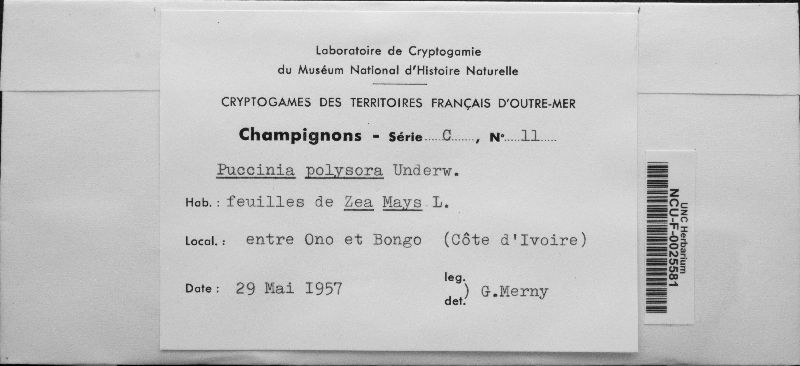 Laboratoire de Cryptogamie
du Muséum National d'Histoire Naturelle
CRYPTOGAMES DES TERRITOIRES FRANÇAIS D'OUTRE-MER
Champignons - Série C, N° 11
Puccinia polysora Underw.
Hab.: feuilles de Zea Mays L.
Local.: entre Ono et Bongo (Côte d'Ivoire)
Date: 29 Mai I957
leg.
det. ) G.Merny
UNC Herbarium
NCU-F-0025581